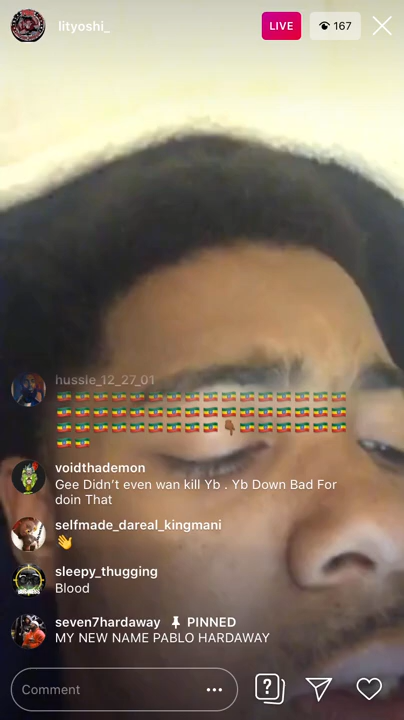 lityoshi_
LIVE
167
hussie_12_27_01
voidthademon
Gee Didn't even wan kill Yb . Yb Down Bad For
doin That
selfmade_dareal_kingmani
sleepy_thugging
Blood
seven7hardaway PINNED
MY NEW NAME PABLO HARDAWAY
Comment